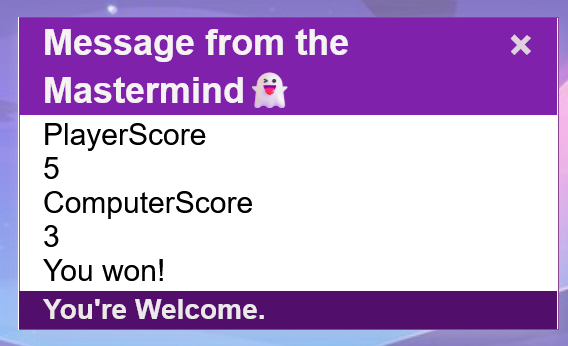 Message from the
Mastermind👻
×
PlayerScore
5
ComputerScore
3
You won!
You're Welcome.